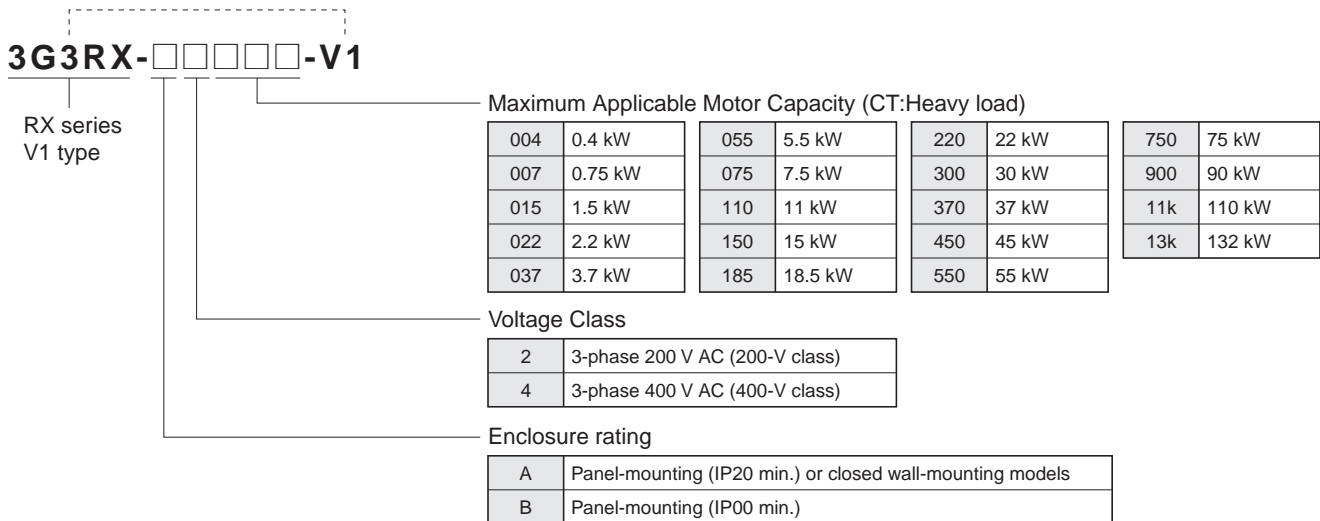 3G3RX-□□□□□-V1
RX series
V1 type
Maximum Applicable Motor Capacity (CT:Heavy load)
004 0.4 kW 055 5.5 kW 220 22 kW 750 75 kW
007 0.75 kW 075 7.5 kW 300 30 kW 900 90 kW
015 1.5 kW 110 11 kW 370 37 kW 11k 110 kW
022 2.2 kW 150 15 kW 450 45 kW 13k 132 kW
037 3.7 kW 185 18.5 kW 550 55 kW
Voltage Class
2 3-phase 200 V AC (200-V class)
4 3-phase 400 V AC (400-V class)
Enclosure rating
A Panel-mounting (IP20 min.) or closed wall-mounting models
B Panel-mounting (IP00 min.)